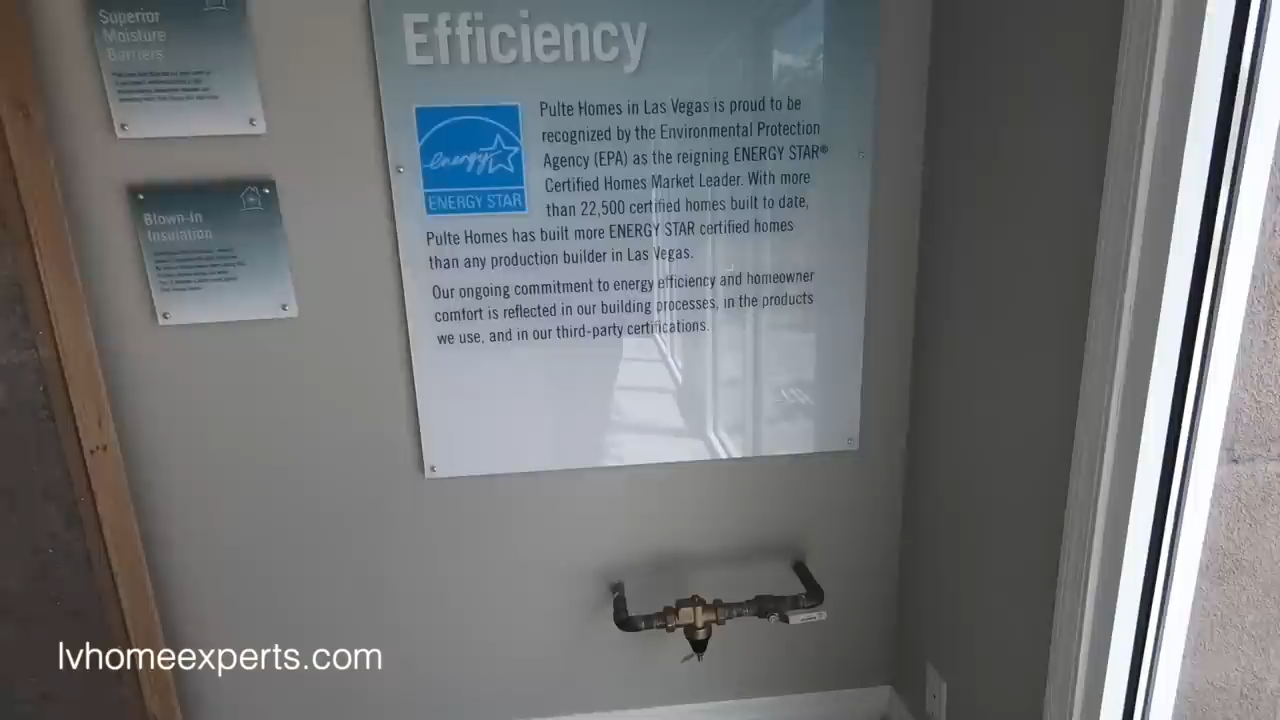 Superior
Moisture
Barriers
Blown-In
Insulation
Efficiency
energy
ENERGY STAR
Pulte Homes in Las Vegas is proud to be
recognized by the Environmental Protection
Agency (EPA) as the reigning ENERGY STAR®
Certified Homes Market Leader. With more
than 22,500 certified homes built to date,
Pulte Homes has built more ENERGY STAR certified homes
than any production builder in Las Vegas.
Our ongoing commitment to energy efficiency and homeowner
comfort is reflected in our building processes, in the products
we use, and in our third-party certifications.
lvhomeexperts.com